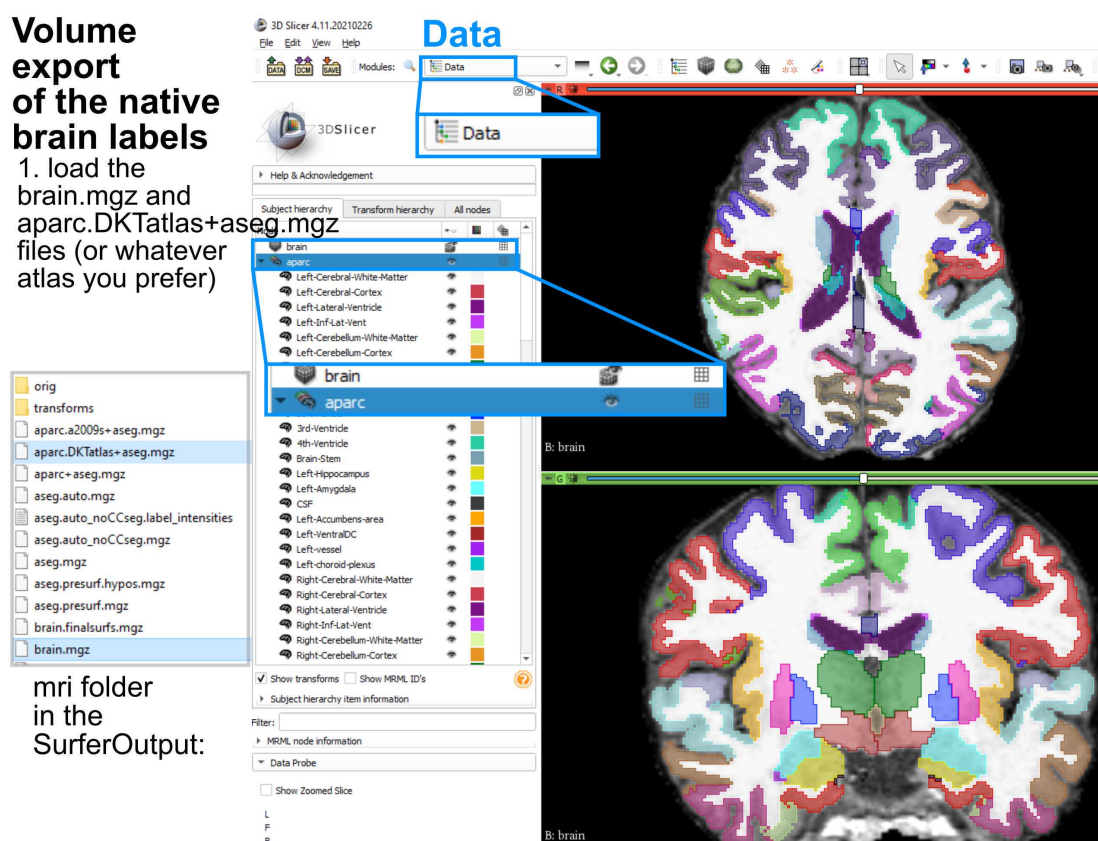 Volume
export
of the native
brain labels
1. load the
brain.mgz and
aparc.DKTatlas+aseg.mgz
files (or whatever
atlas you prefer)
orig
transforms
aparc.a2009s+aseg.mgz
aparc.DKTatlas+aseg.mgz
aparc+aseg.mgz
aseg.auto.mgz
aseg.auto_noCCseg.label_intensities
aseg.auto_noCCseg.mgz
aseg.mgz
aseg.presurf.hypos.mgz
aseg.presurf.mgz
brain.finalsurfs.mgz
brain.mgz
mri folder
in the
SurferOutput:
3D Slicer 4.11.20210226
File Edit View Help
Data
DATA DCM SAVE Modules: Data
Data
3DSlicer
Help & Acknowledgement
Subject hierarchy Transform hierarchy All nodes
brain
aparc
Left-Cerebral-White-Matter
Left-Cerebral-Cortex
Left-Lateral-Ventricle
Left-Inf-Lat-Vent
Left-Cerebellum-White-Matter
Left-Cerebellum-Cortex
brain
aparc
3rd-Ventricle
4th-Ventricle
Brain-Stem
Left-Hippocampus
Left-Amygdala
CSF
Left-Accumbens-area
Left-VentralDC
Left-vessel
Left-choroid-plexus
Right-Cerebral-White-Matter
Right-Cerebral-Cortex
Right-Lateral-Ventricle
Right-Inf-Lat-Vent
Right-Cerebellum-White-Matter
Right-Cerebellum-Cortex
Show transforms Show MRML ID's
Subject hierarchy item information
Filter:
MRML node information
Data Probe
Show Zoomed Slice
L
F
R
B: brain
G
B: brain